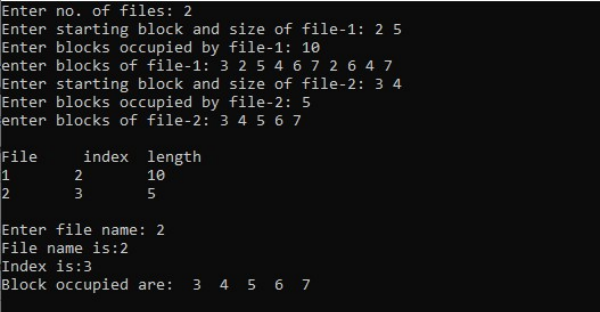 Enter no. of files: 2
Enter starting block and size of file-1: 2 5
Enter blocks occupied by file-1: 10
enter blocks of file-1: 3 2 5 4 6 7 2 6 4 7
Enter starting block and size of file-2: 3 4
Enter blocks occupied by file-2: 5
enter blocks of file-2: 3 4 5 6 7
File index length
1 2 10
2 3 5
Enter file name: 2
File name is:2
Index is:3
Block occupied are: 3 4 5 6 7